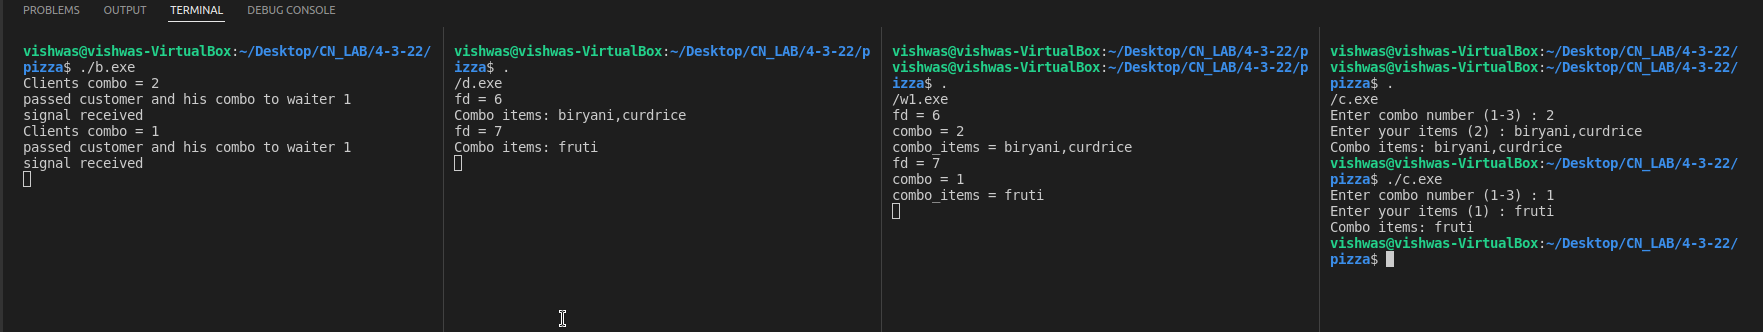 PROBLEMS OUTPUT TERMINAL DEBUG CONSOLE
vishwas@vishwas-VirtualBox:~/Desktop/CN_LAB/4-3-22/
pizza$ ./b.exe
Clients combo = 2
passed customer and his combo to waiter 1
signal received
Clients combo = 1
passed customer and his combo to waiter 1
signal received
vishwas@vishwas-VirtualBox:~/Desktop/CN_LAB/4-3-22/p
izza$ .
/d.exe
fd = 6
Combo items: biryani,curdrice
fd = 7
Combo items: fruti
vishwas@vishwas-VirtualBox:~/Desktop/CN_LAB/4-3-22/p
vishwas@vishwas-VirtualBox:~/Desktop/CN_LAB/4-3-22/p
izza$ .
/w1.exe
fd = 6
combo = 2
combo_items = biryani,curdrice
fd = 7
combo = 1
combo_items = fruti
vishwas@vishwas-VirtualBox:~/Desktop/CN_LAB/4-3-22/
vishwas@vishwas-VirtualBox:~/Desktop/CN_LAB/4-3-22/
pizza$ .
/c.exe
Enter combo number (1-3) : 2
Enter your items (2) : biryani,curdrice
Combo items: biryani,curdrice
vishwas@vishwas-VirtualBox:~/Desktop/CN_LAB/4-3-22/
pizza$ ./c.exe
Enter combo number (1-3) : 1
Enter your items (1) : fruti
Combo items: fruti
vishwas@vishwas-VirtualBox:~/Desktop/CN_LAB/4-3-22/
pizza$